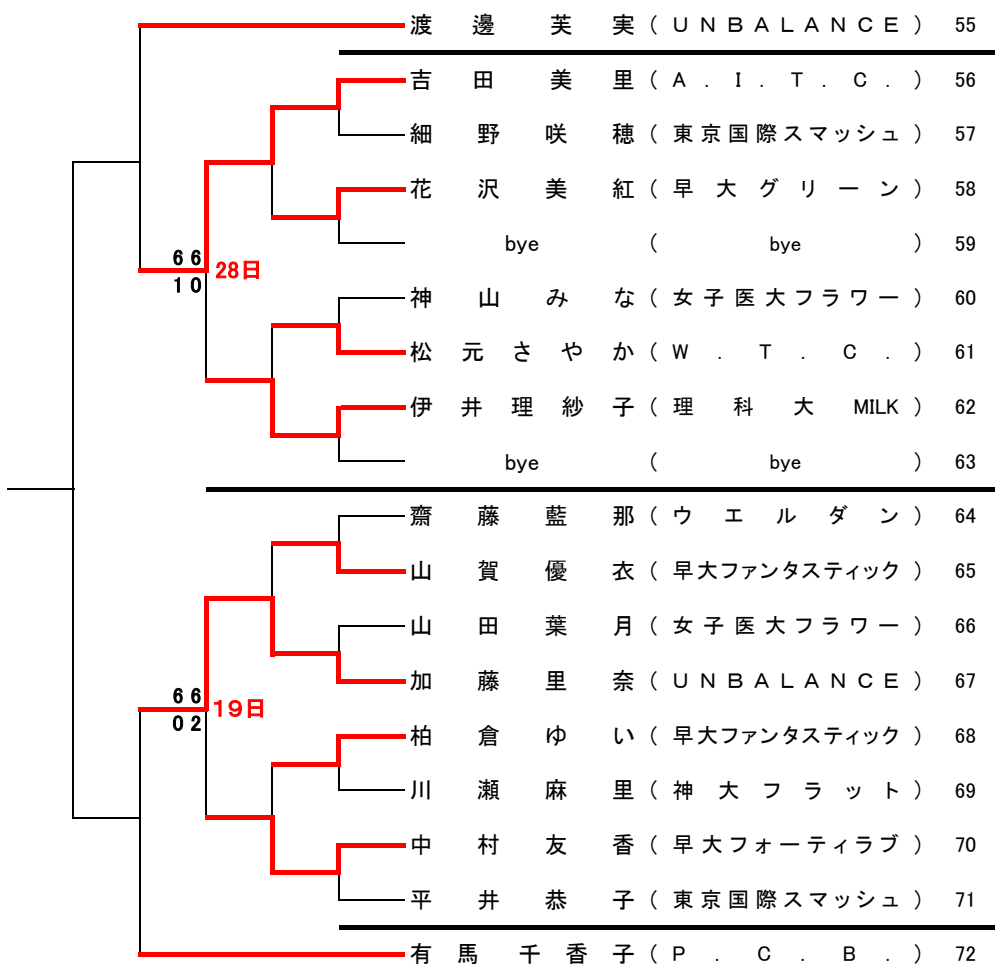 渡邊芙実(UNBALANCE) 55
吉田美里(A.I.T.C.) 56
細野咲穂(東京国際スマッシュ) 57
花沢美紅(早大グリーン) 58
bye(bye) 59
66
10
28日
神山みな(女子医大フラワー) 60
松元さやか(W.T.C.) 61
伊井理紗子(理科大MILK) 62
bye(bye) 63
齋藤藍那(ウエルダン) 64
山賀優衣(早大ファンタスティック) 65
山田葉月(女子医大フラワー) 66
加藤里奈(UNBALANCE) 67
66
02
19日
柏倉ゆい(早大ファンタスティック) 68
川瀬麻里(神大フラット) 69
中村友香(早大フォーティラブ) 70
平井恭子(東京国際スマッシュ) 71
有馬千香子(P.C.B.) 72